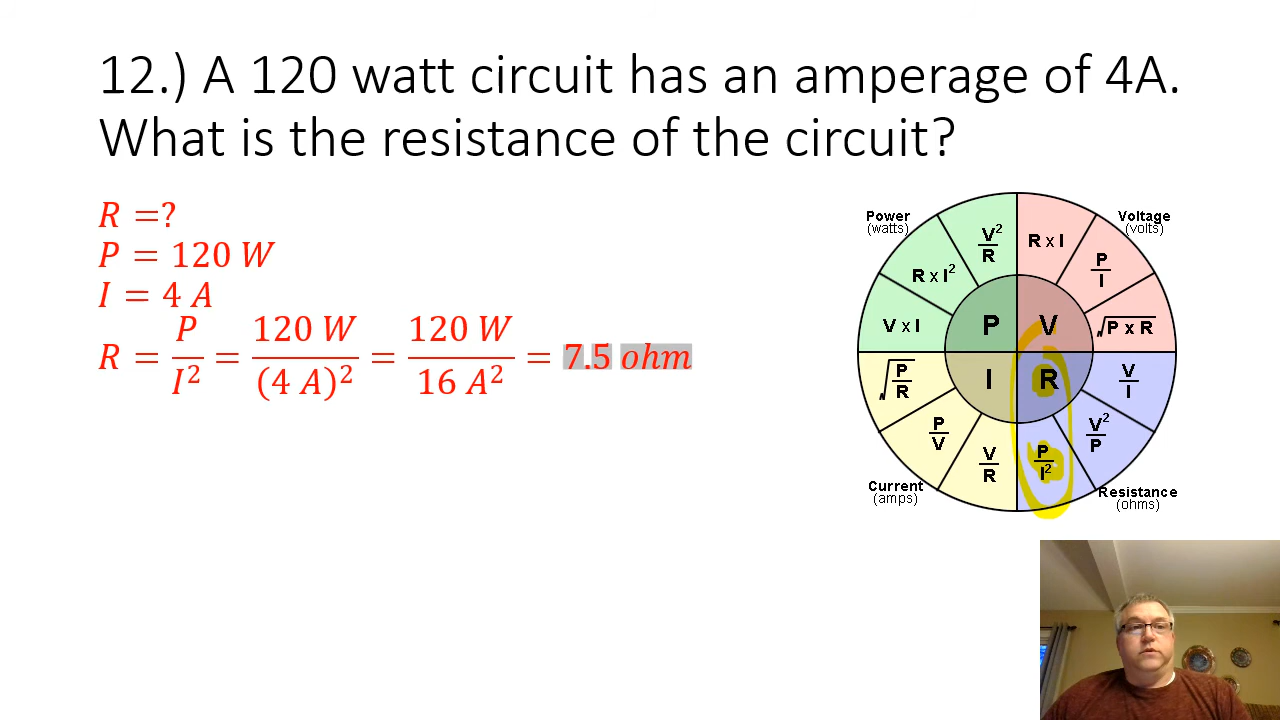 12.) A 120 watt circuit has an amperage of 4A.
What is the resistance of the circuit?
R =?
P = 120 W
I = 4 A
R = P/I² = 120 W/(4 A)² = 120 W/16 A² = 7.5 ohm
Power
(watts)
Voltage
(volts)
V²/R
R x I
R x I²
P/I
V x I
√P x R
P
V
I
R
√P/R
V/I
P/V
V²/P
V/R
P/I²
Current
(amps)
Resistance
(ohms)